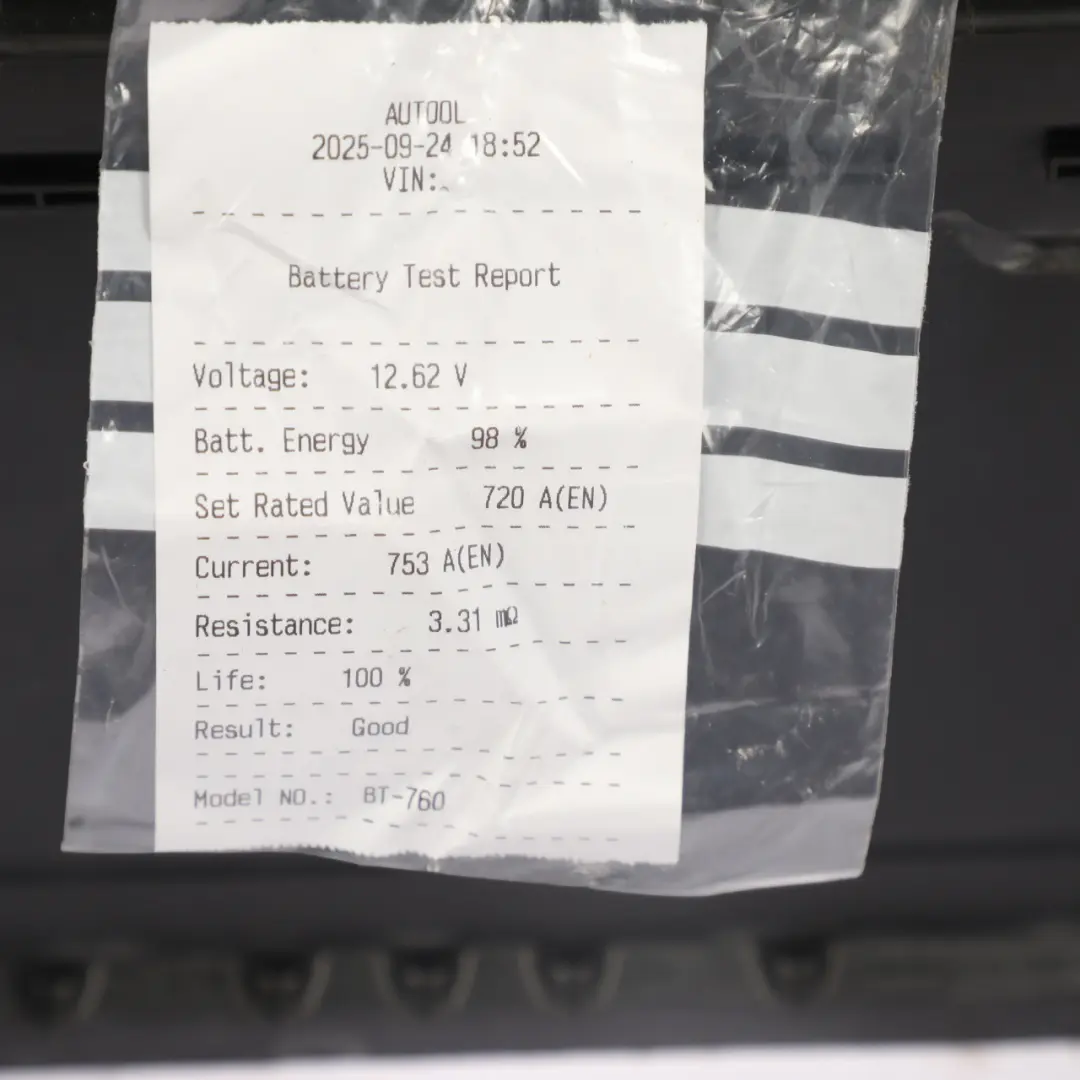 AUTOOL
2025-09-24 18:52
VIN:
Battery Test Report
Voltage: 12.62 V
Batt. Energy 98 %
Set Rated Value 720 A(EN)
Current: 753 A(EN)
Resistance: 3.31 mΩ
Life: 100 %
Result: Good
Model NO.: BT-760